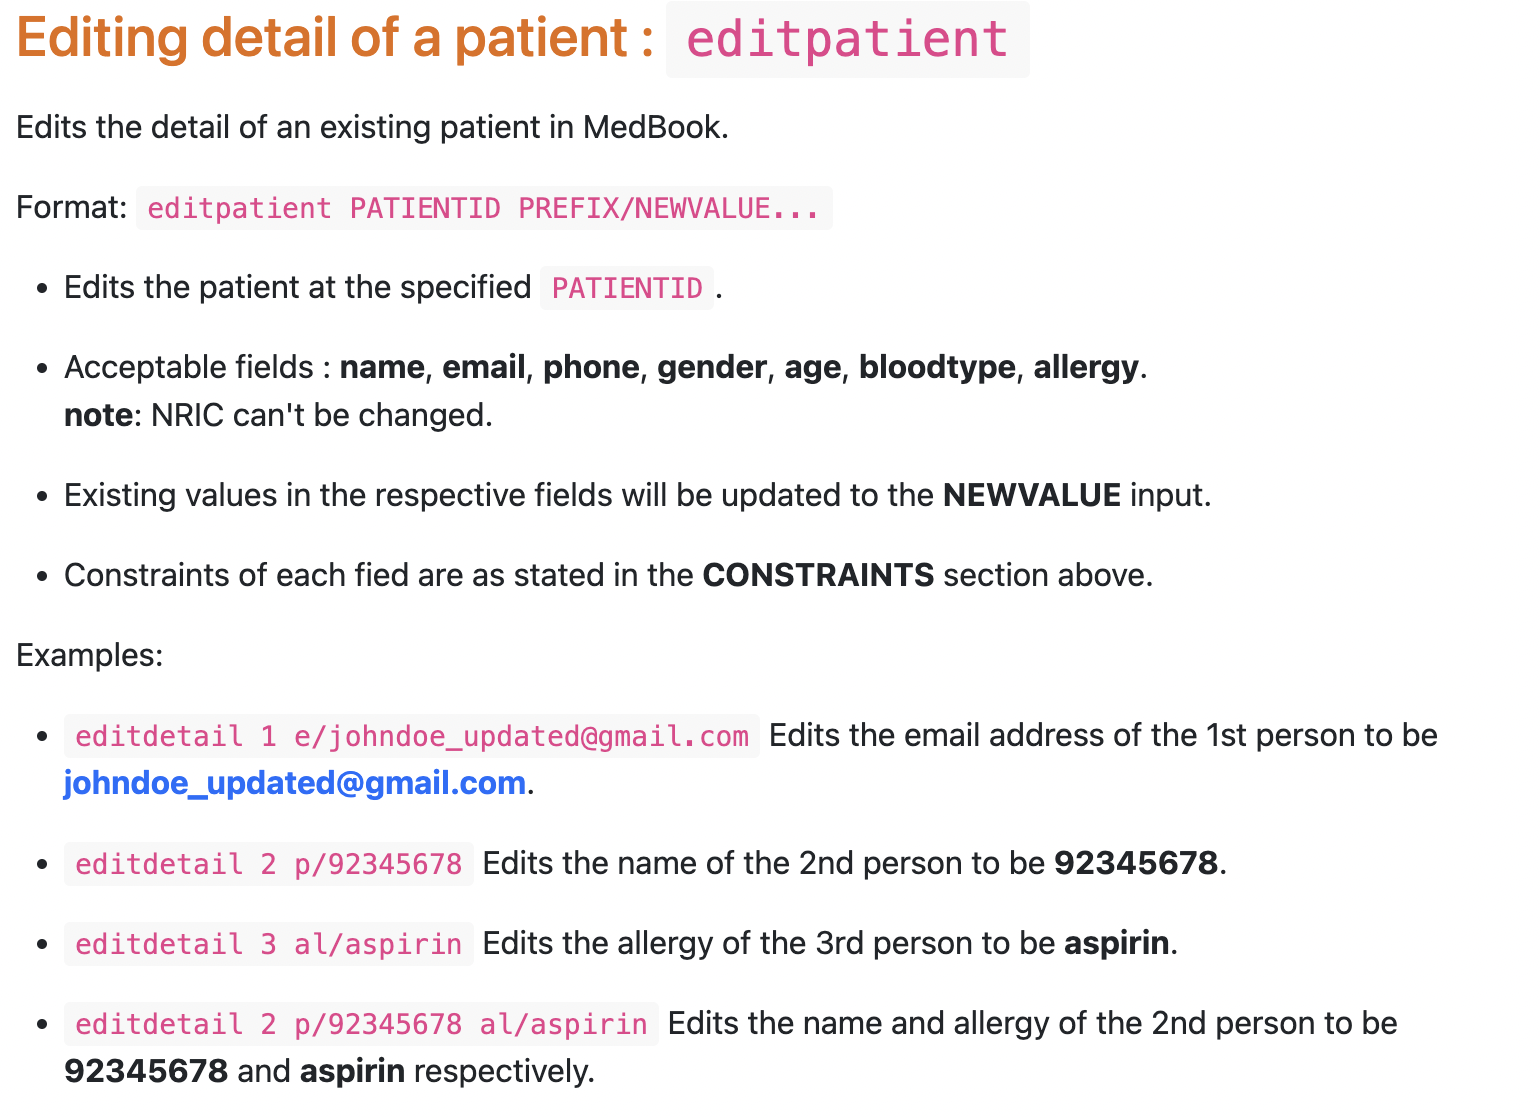 Editing detail of a patient : editpatient
Edits the detail of an existing patient in MedBook.
Format: editpatient PATIENTID PREFIX/NEWVALUE...
• Edits the patient at the specified PATIENTID .
• Acceptable fields : name, email, phone, gender, age, bloodtype, allergy.
note: NRIC can't be changed.
• Existing values in the respective fields will be updated to the NEWVALUE input.
• Constraints of each fied are as stated in the CONSTRAINTS section above.
Examples:
• editdetail 1 e/johndoe_updated@gmail.com Edits the email address of the 1st person to be
johndoe_updated@gmail.com.
• editdetail 2 p/92345678 Edits the name of the 2nd person to be 92345678.
• editdetail 3 al/aspirin Edits the allergy of the 3rd person to be aspirin.
• editdetail 2 p/92345678 al/aspirin Edits the name and allergy of the 2nd person to be
92345678 and aspirin respectively.